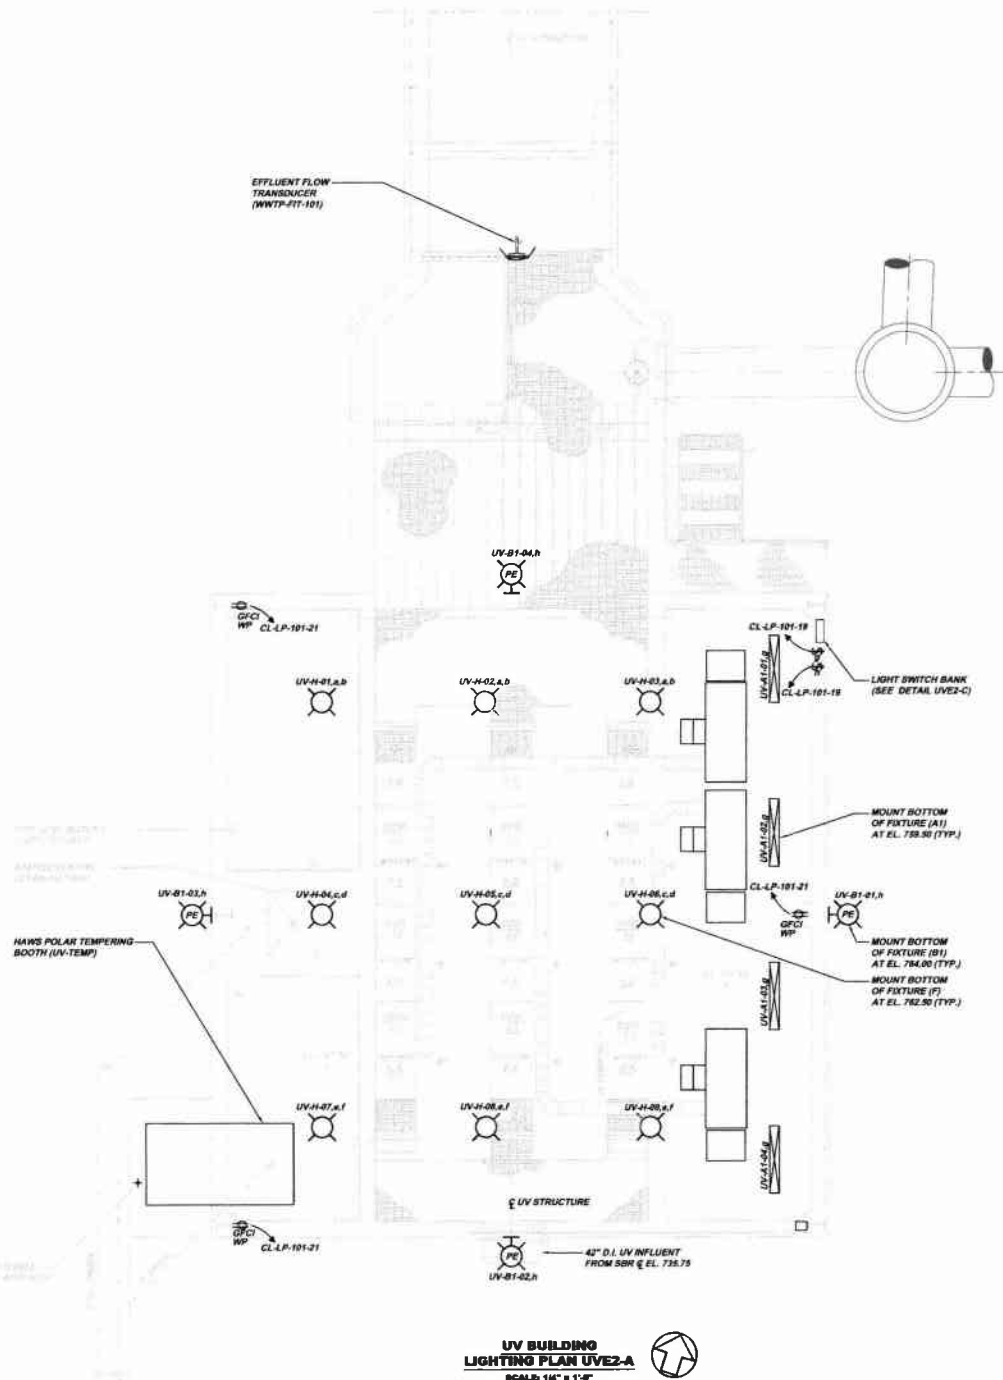 EFFLUENT FLOW
TRANSDUCER
(WWTP-FIT-101)
UV-B1-04,h
PE
GFCI
WP
CL-LP-101-21
CL-LP-101-19
UV-A1-01,g
CL-LP-101-19
LIGHT SWITCH BANK
(SEE DETAIL UVE2-C)
UV-H-01,a,b
UV-H-02,a,b
UV-H-03,a,b
MOUNT BOTTOM
OF FIXTURE (A1)
AT EL. 759.50 (TYP.)
UV-A1-02,g
CL-LP-101-21
UV-B1-03,h
PE
UV-H-04,c,d
UV-H-05,c,d
UV-H-06,c,d
GFCI
WP
UV-B1-01,h
PE
HAWS POLAR TEMPERING
BOOTH (UV-TEMP)
MOUNT BOTTOM
OF FIXTURE (B1)
AT EL. 764.00 (TYP.)
MOUNT BOTTOM
OF FIXTURE (F)
AT EL. 762.50 (TYP.)
UV-A1-03,g
UV-H-07,e,f
UV-H-08,e,f
UV-H-09,e,f
UV-A1-04,g
℄ UV STRUCTURE
GFCI
WP
CL-LP-101-21
PE
UV-B1-02,h
42" D.I. UV INFLUENT
FROM SBR ℄ EL. 735.75
UV BUILDING
LIGHTING PLAN UVE2-A
SCALE: 1/4" = 1'-0"